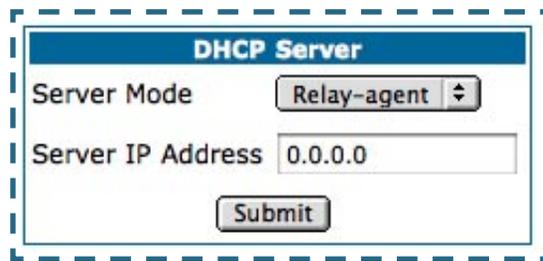 DHCP Server
Server Mode Relay-agent
Server IP Address 0.0.0.0
Submit